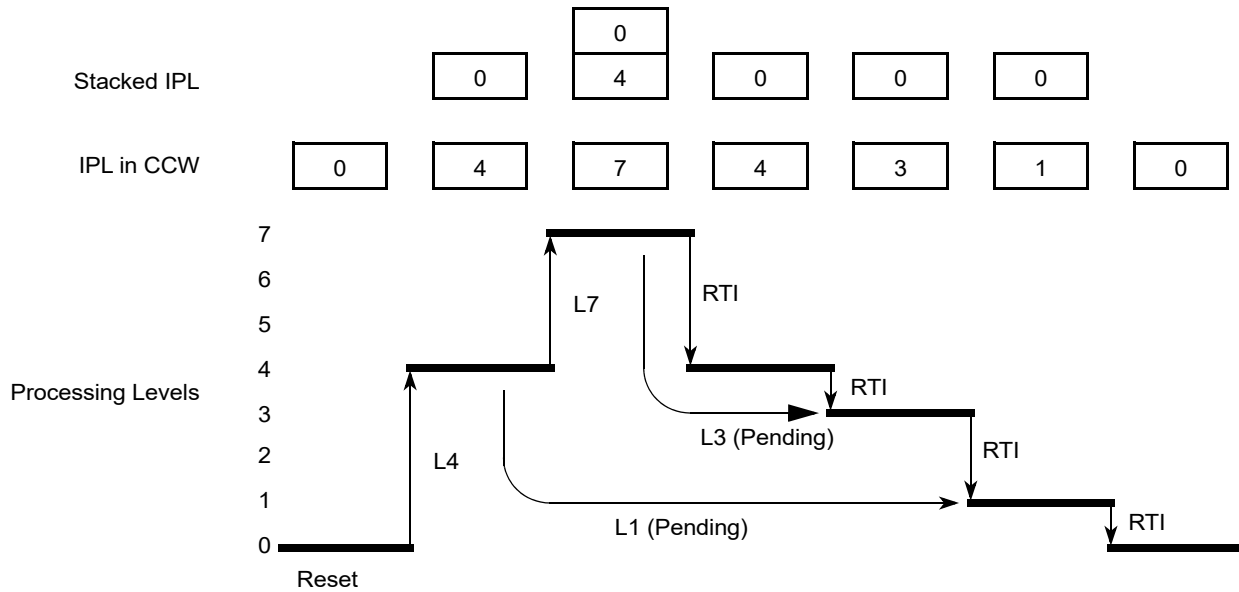 0
Stacked IPL 0 4 0 0 0
IPL in CCW 0 4 7 4 3 1 0
7
6
L7 RTI
5
4
Processing Levels RTI
3
L3 (Pending)
2 RTI
L4
1
L1 (Pending) RTI
0
Reset